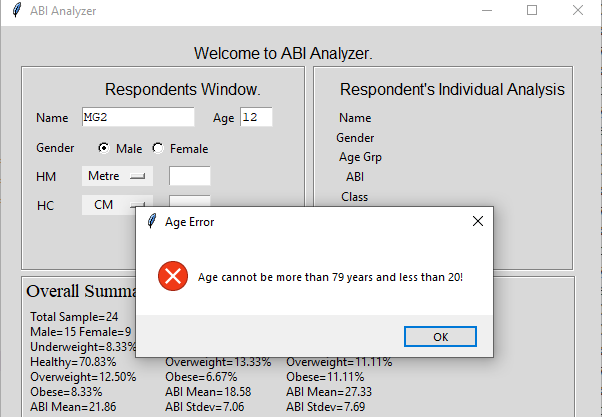 ABI Analyzer
Welcome to ABI Analyzer.
Respondents Window.
Name MG2 Age 12
Gender Male Female
HM Metre
HC CM
Respondent's Individual Analysis
Name
Gender
Age Grp
ABI
Class
Age Error
Age cannot be more than 79 years and less than 20!
OK
Overall Summa
Total Sample=24
Male=15 Female=9
Underweight=8.33%
Healthy=70.83%
Overweight=12.50% Overweight=13.33% Overweight=11.11%
Obese=8.33% Obese=6.67% Obese=11.11%
ABI Mean=21.86 ABI Mean=18.58 ABI Mean=27.33
ABI Stdev=7.06 ABI Stdev=7.69